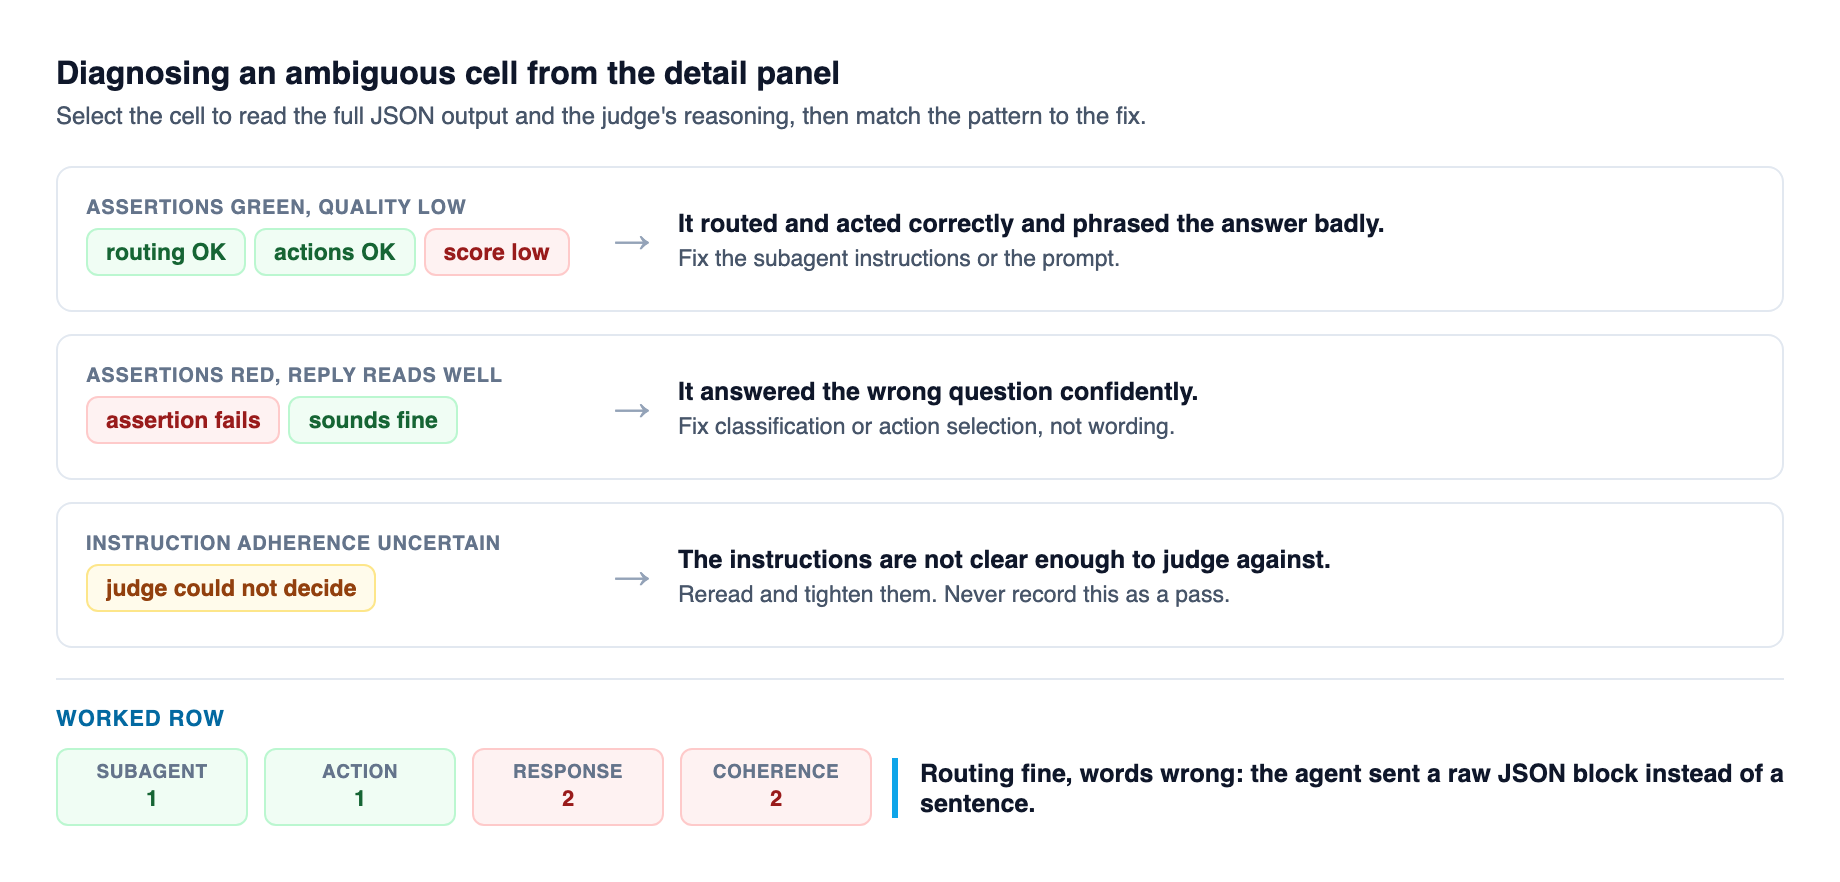 Diagnosing an ambiguous cell from the detail panel
Select the cell to read the full JSON output and the judge's reasoning, then match the pattern to the fix.
ASSERTIONS GREEN, QUALITY LOW
routing OK
actions OK
score low
→
It routed and acted correctly and phrased the answer badly.
Fix the subagent instructions or the prompt.
ASSERTIONS RED, REPLY READS WELL
assertion fails
sounds fine
→
It answered the wrong question confidently.
Fix classification or action selection, not wording.
INSTRUCTION ADHERENCE UNCERTAIN
judge could not decide
→
The instructions are not clear enough to judge against.
Reread and tighten them. Never record this as a pass.
WORKED ROW
SUBAGENT
1
ACTION
1
RESPONSE
2
COHERENCE
2
Routing fine, words wrong: the agent sent a raw JSON block instead of a
sentence.